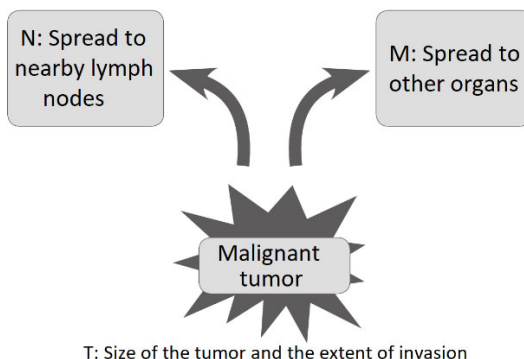 N: Spread to
nearby lymph
nodes
M: Spread to
other organs
Malignant
tumor
T: Size of the tumor and the extent of invasion